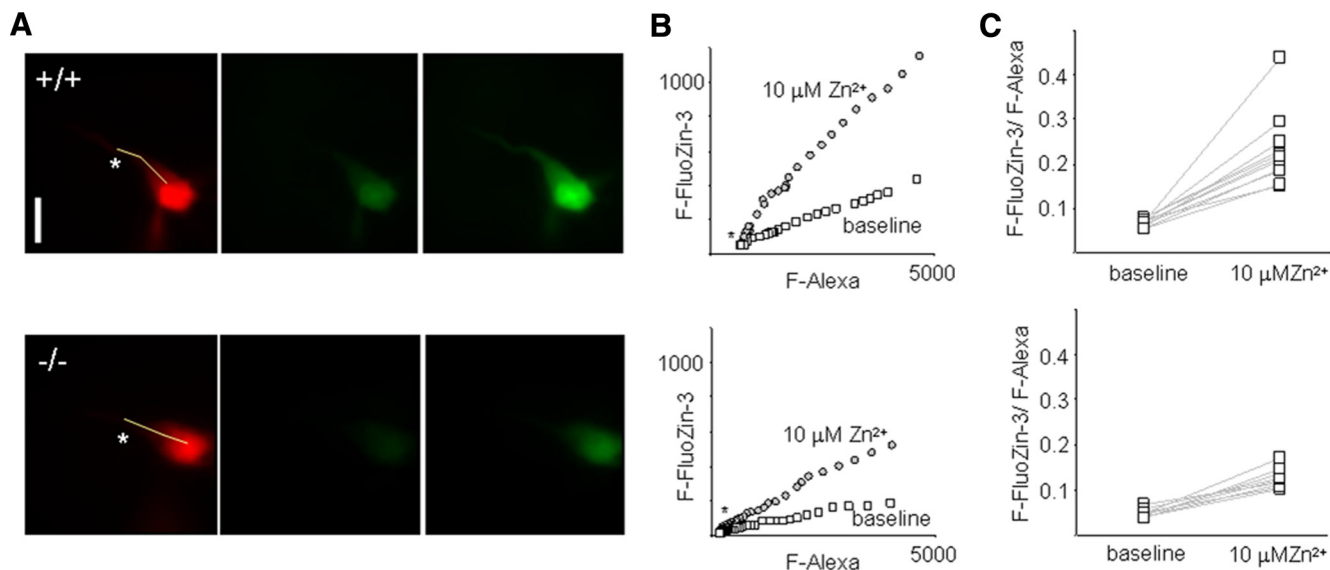 A
B
C
+/+
*
1000
10 μM Zn²⁺
F-FluoZin-3
baseline
*
F-Alexa
5000
0.4
0.3
0.2
0.1
F-FluoZin-3/ F-Alexa
baseline
10 μMZn²⁺
-/-
*
1000
10 μM Zn²⁺
F-FluoZin-3
baseline
*
F-Alexa
5000
0.4
0.3
0.2
0.1
F-FluoZin-3/ F-Alexa
baseline
10 μMZn²⁺